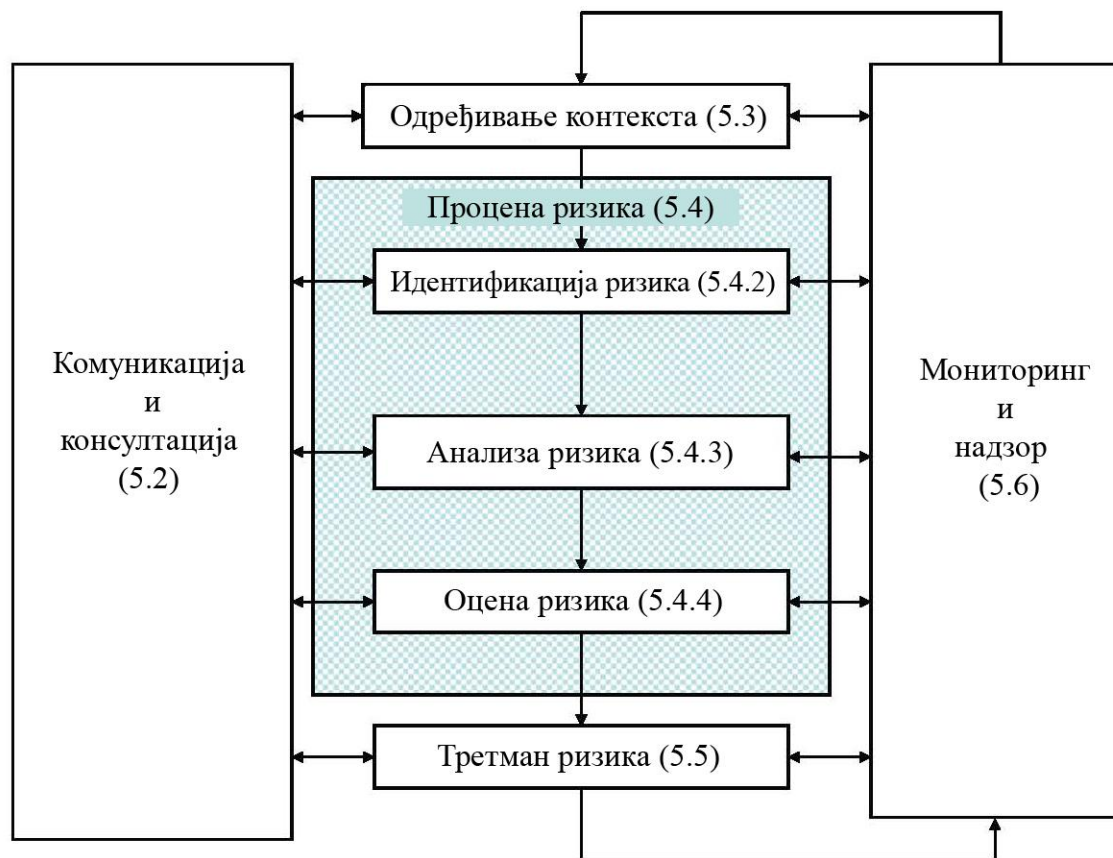 Одређивање контекста (5.3)
Процена ризика (5.4)
Идентификација ризика (5.4.2)
Комуникација
и
консултација
(5.2)
Анализа ризика (5.4.3)
Мониторинг
и
надзор
(5.6)
Оцена ризика (5.4.4)
Третман ризика (5.5)